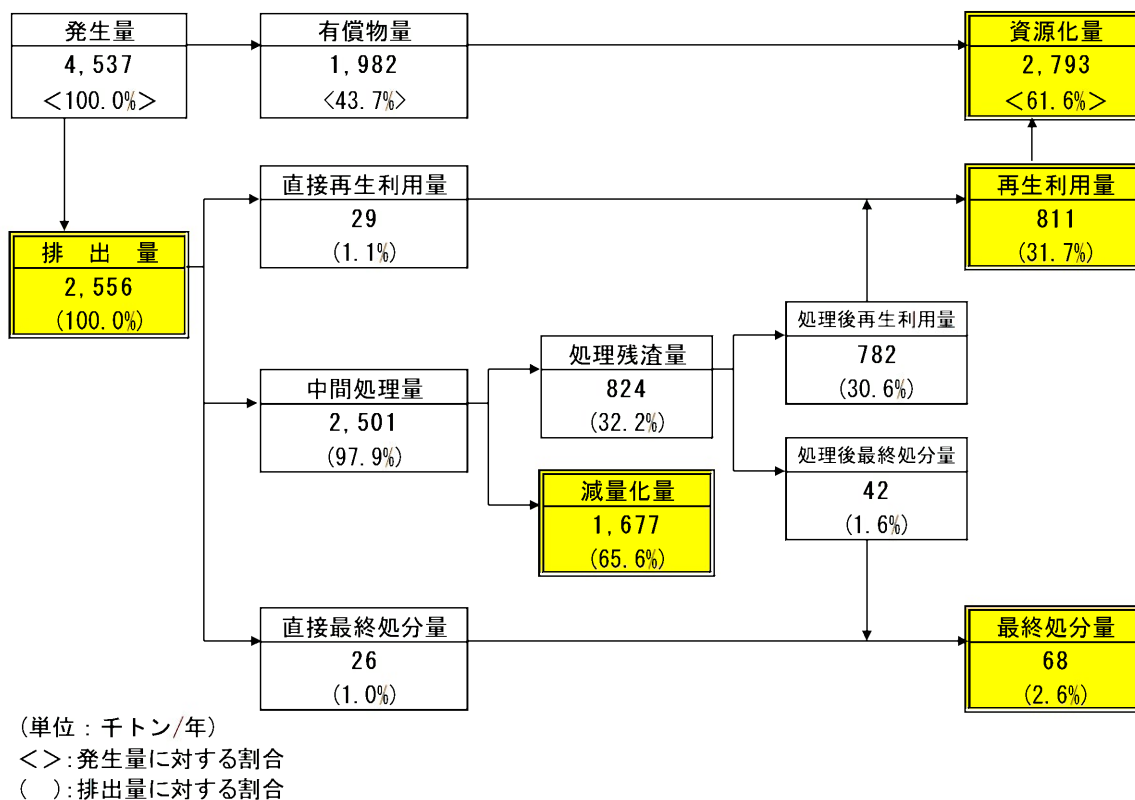 発生量
4,537
<100.0%>
有償物量
1,982
<43.7%>
資源化量
2,793
<61.6%>
直接再生利用量
29
(1.1%)
再生利用量
811
(31.7%)
排 出 量
2,556
(100.0%)
処理後再生利用量
782
(30.6%)
処理残渣量
824
(32.2%)
中間処理量
2,501
(97.9%)
処理後最終処分量
42
(1.6%)
減量化量
1,677
(65.6%)
直接最終処分量
26
(1.0%)
最終処分量
68
(2.6%)
(単位：千トン/年)
＜＞:発生量に対する割合
(　):排出量に対する割合